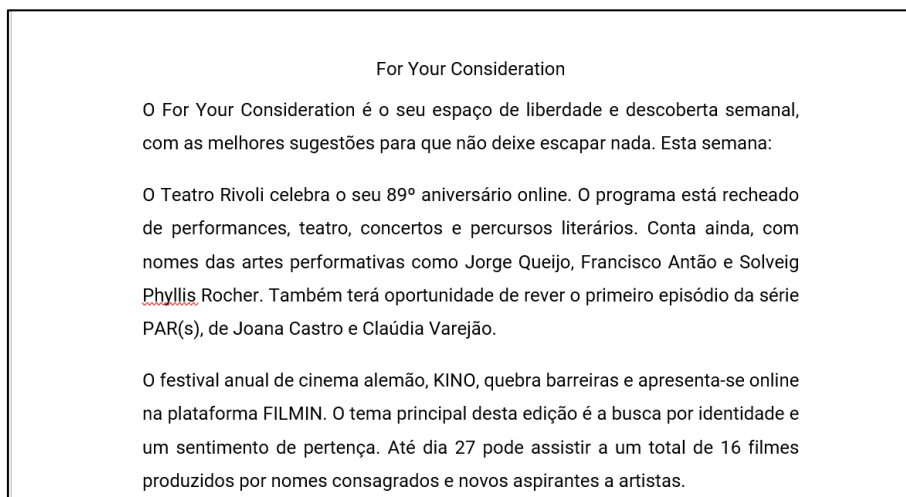 For Your Consideration
O For Your Consideration é o seu espaço de liberdade e descoberta semanal,
com as melhores sugestões para que não deixe escapar nada. Esta semana:
O Teatro Rivoli celebra o seu 89º aniversário online. O programa está recheado
de performances, teatro, concertos e percursos literários. Conta ainda, com
nomes das artes performativas como Jorge Queijo, Francisco Antão e Solveig
Phyllis Rocher. Também terá oportunidade de rever o primeiro episódio da série
PAR(s), de Joana Castro e Claúdia Varejão.
O festival anual de cinema alemão, KINO, quebra barreiras e apresenta-se online
na plataforma FILMIN. O tema principal desta edição é a busca por identidade e
um sentimento de pertença. Até dia 27 pode assistir a um total de 16 filmes
produzidos por nomes consagrados e novos aspirantes a artistas.